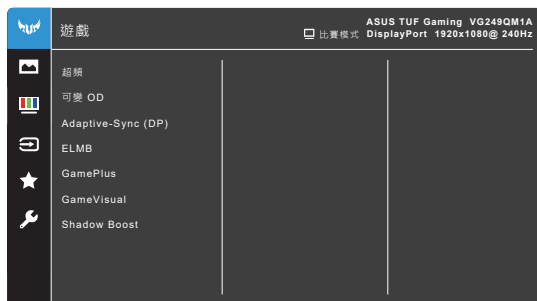 遊戲
ASUS TUF Gaming VG249QM1A
比賽模式 DisplayPort 1920x1080@ 240Hz
超頻
可變 OD
Adaptive-Sync (DP)
ELMB
GamePlus
GameVisual
Shadow Boost